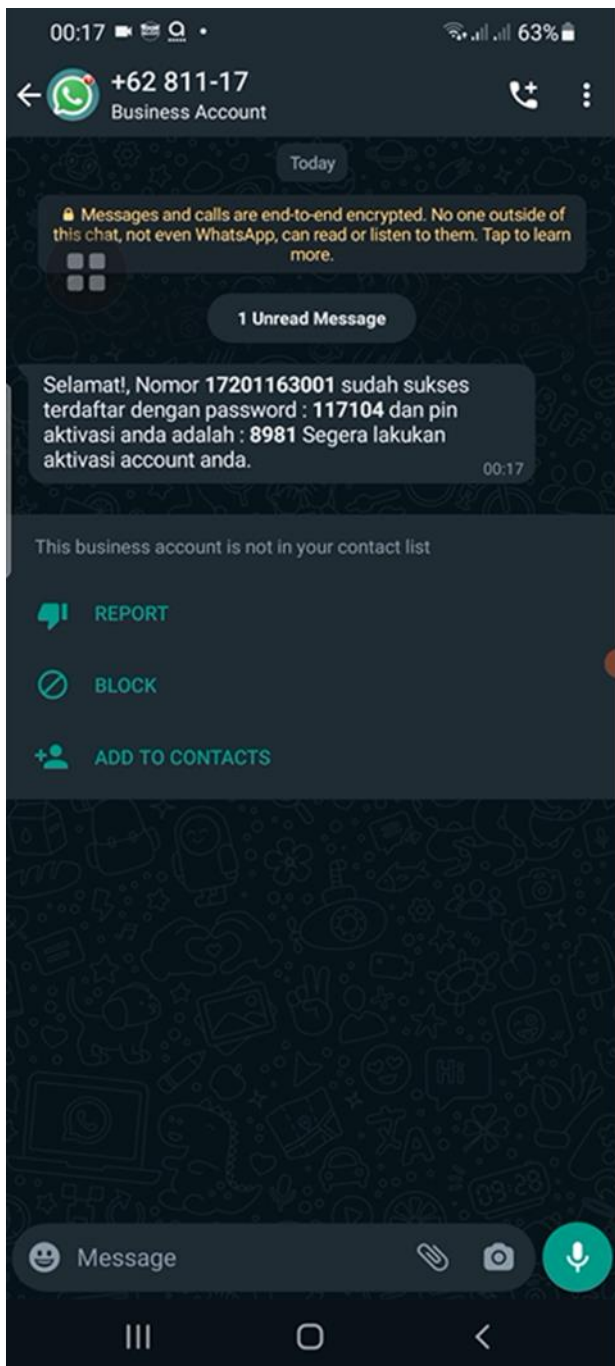 00:17
63%
+62 811-17
Business Account
Today
Messages and calls are end-to-end encrypted. No one outside of
this chat, not even WhatsApp, can read or listen to them. Tap to learn
more.
1 Unread Message
Selamat!, Nomor 17201163001 sudah sukses
terdaftar dengan password : 117104 dan pin
aktivasi anda adalah : 8981 Segera lakukan
aktivasi account anda.
00:17
This business account is not in your contact list
REPORT
BLOCK
ADD TO CONTACTS
Message